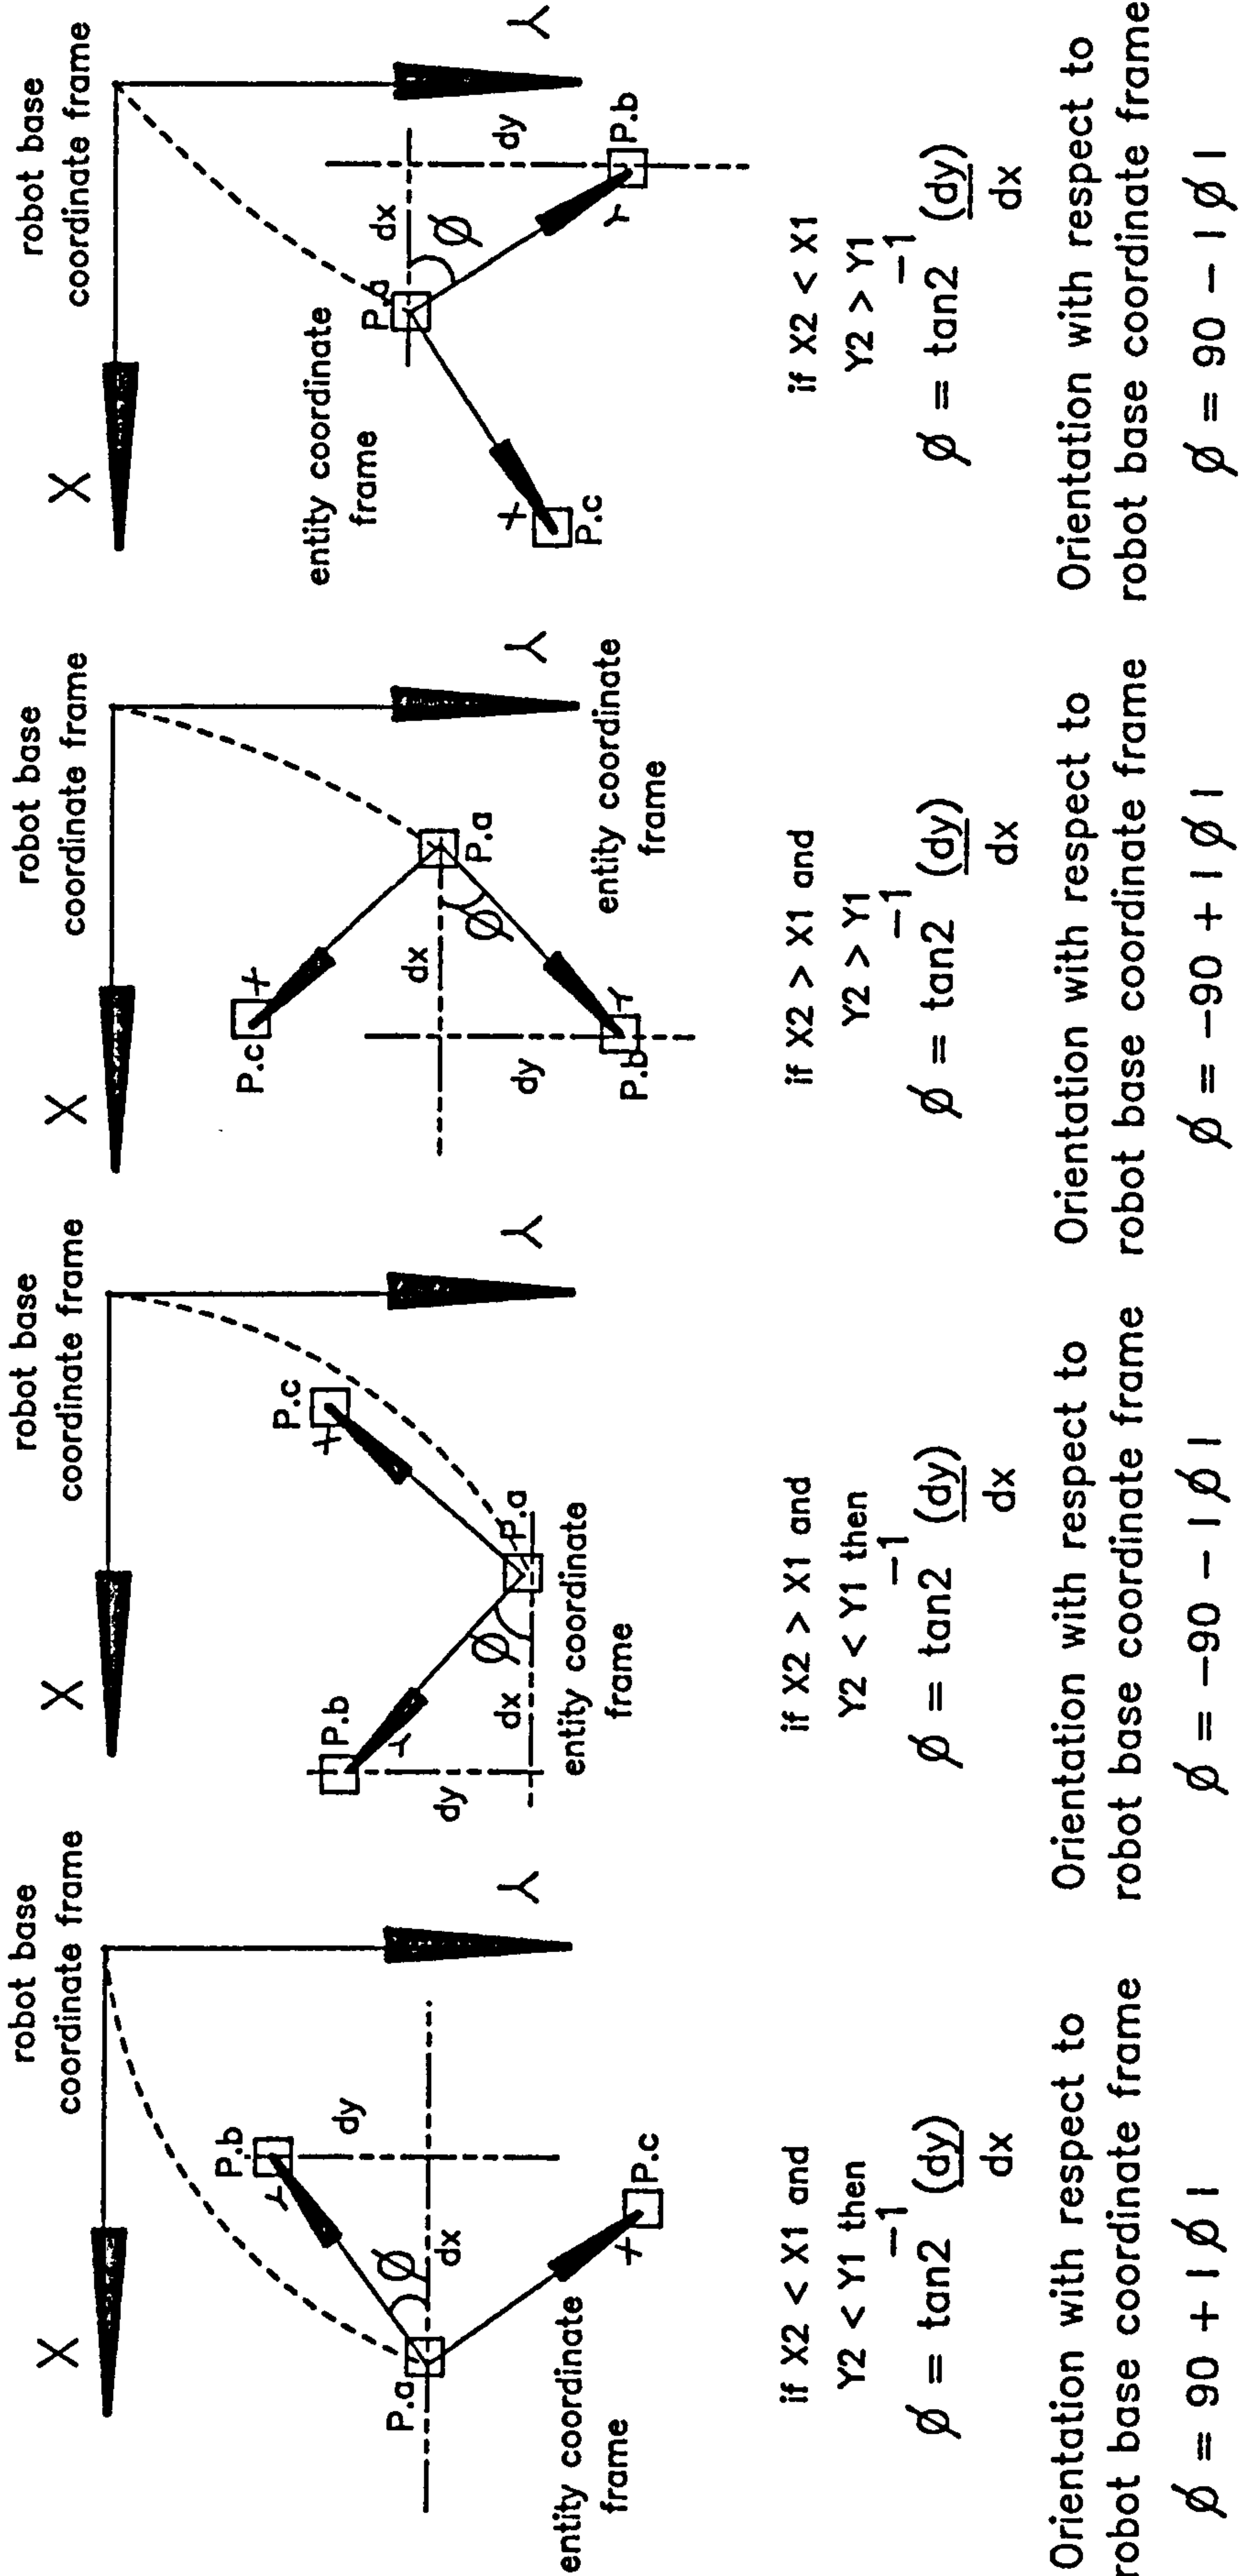 robot base
coordinate frame
X
Y
P.a
P.b
P.c
Y
X
dy
dx
Ø
entity coordinate
frame
if X2 < X1 and
Y2 < Y1 then
Ø = tan2 -1 (dy)
dx
Orientation with respect to
robot base coordinate frame
Ø = 90 + I Ø I
robot base
coordinate frame
X
Y
P.b
P.c
P.a
Y
X
dy
dx
Ø
entity coordinate
frame
if X2 > X1 and
Y2 < Y1 then
Ø = tan2 -1 (dy)
dx
Orientation with respect to
robot base coordinate frame
Ø = -90 - I Ø I
robot base
coordinate frame
X
Y
P.c
P.a
P.b
X
Y
dx
dy
Ø
entity coordinate
frame
if X2 > X1 and
Y2 > Y1
Ø = tan2 -1 (dy)
dx
Orientation with respect to
robot base coordinate frame
Ø = -90 + I Ø I
robot base
coordinate frame
X
Y
P.a
P.b
P.c
Y
X
dx
dy
Ø
entity coordinate
frame
if X2 < X1
Y2 > Y1
Ø = tan2 -1 (dy)
dx
Orientation with respect to
robot base coordinate frame
Ø = 90 - I Ø I